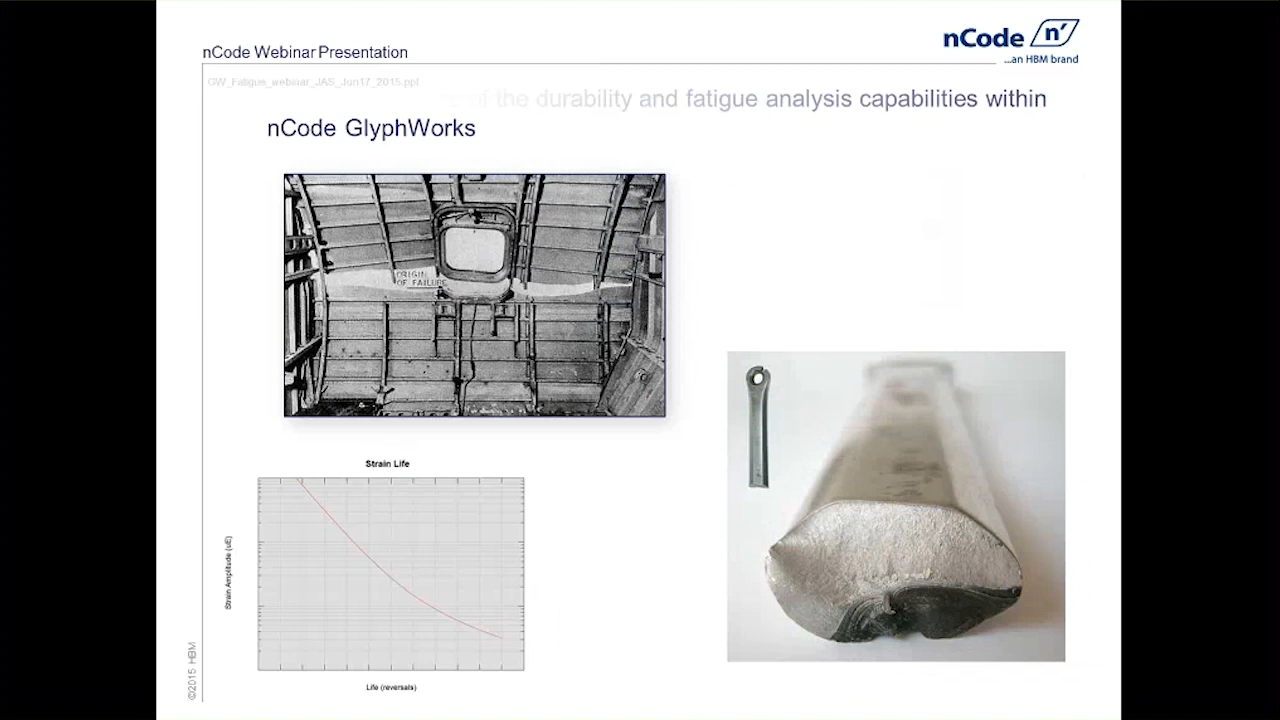 nCode Webinar Presentation
nCode n'
...an HBM brand
GW_Fatigue_webinar_JAS_Jun17_2015.ppt
of the durability and fatigue analysis capabilities within
nCode GlyphWorks
ORIGIN
OF FAILURE
Strain Life
Strain Amplitude (uE)
Life (reversals)
©2015 HBM